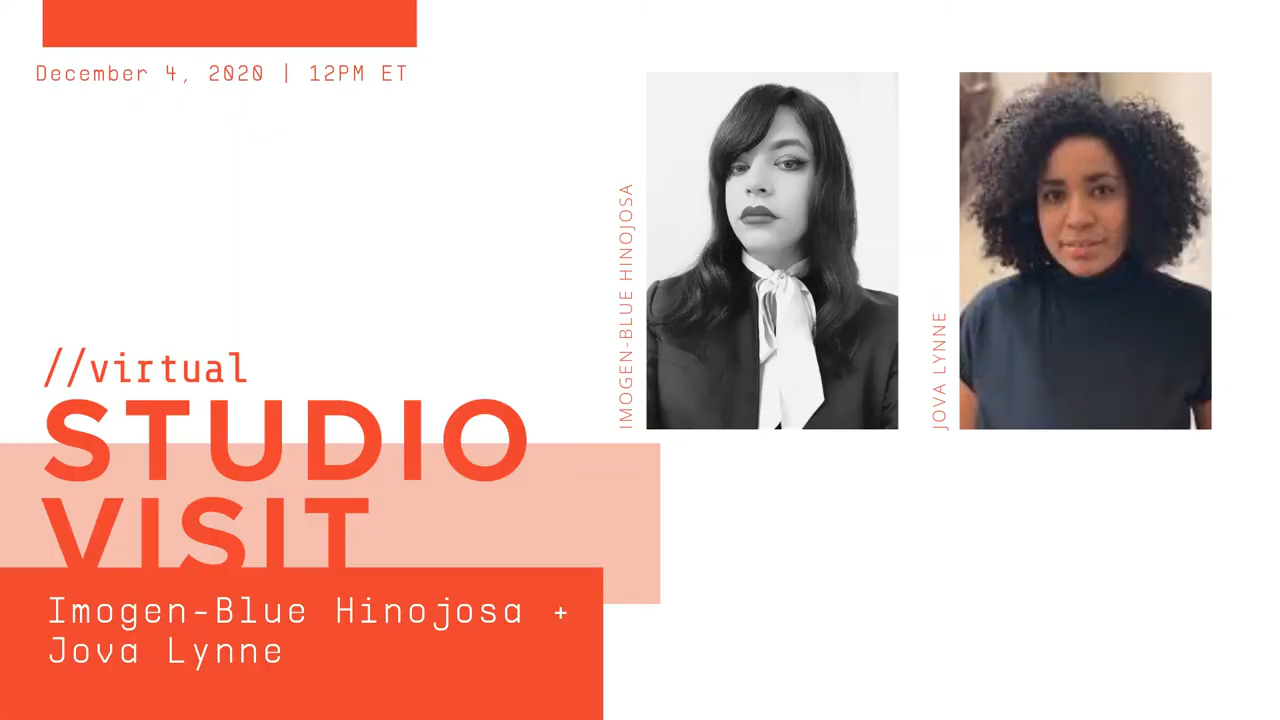 December 4, 2020 | 12PM ET
//virtual
STUDIO
VISIT
Imogen-Blue Hinojosa +
Jova Lynne
IMOGEN-BLUE HINOJOSA
JOVA LYNNE